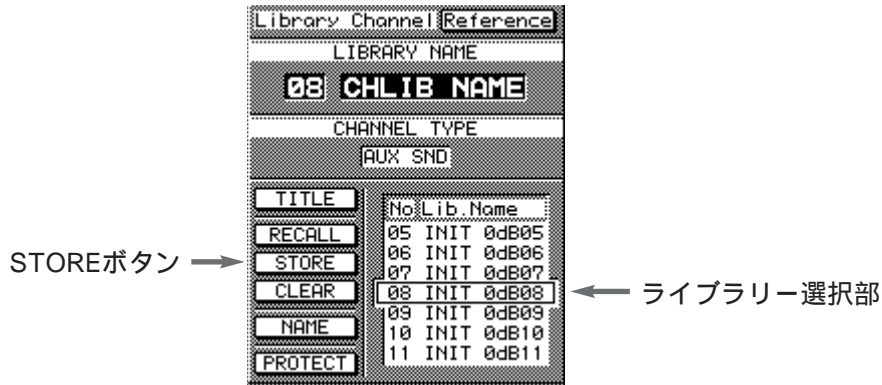 Library Channel Reference
LIBRARY NAME
08 CHLIB NAME
CHANNEL TYPE
AUX SND
TITLE
RECALL
STORE
CLEAR
NAME
PROTECT
No Lib.Name
05 INIT 0dB05
06 INIT 0dB06
07 INIT 0dB07
08 INIT 0dB08
09 INIT 0dB09
10 INIT 0dB10
11 INIT 0dB11
STOREボタン
ライブラリー選択部